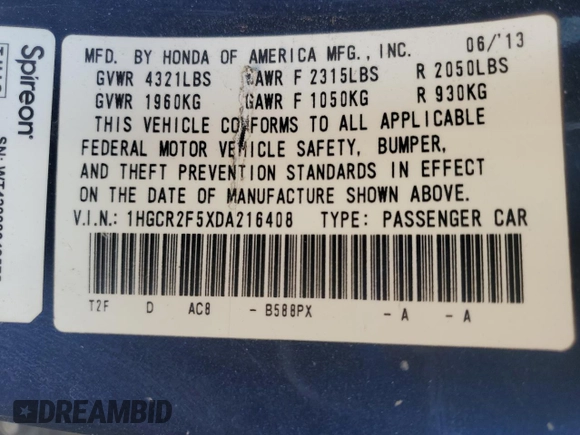 MFD. BY HONDA OF AMERICA MFG., INC. 06/'13
GVWR 4321LBS GAWR F 2315LBS R 2050LBS
GVWR 1960KG GAWR F 1050KG R 930KG
THIS VEHICLE CONFORMS TO ALL APPLICABLE
FEDERAL MOTOR VEHICLE SAFETY, BUMPER,
AND THEFT PREVENTION STANDARDS IN EFFECT
ON THE DATE OF MANUFACTURE SHOWN ABOVE.
V.I.N.: 1HGCR2F5XDA216408 TYPE: PASSENGER CAR
T2F D AC8 - B588PX - A - A
Spireon
DREAMBID